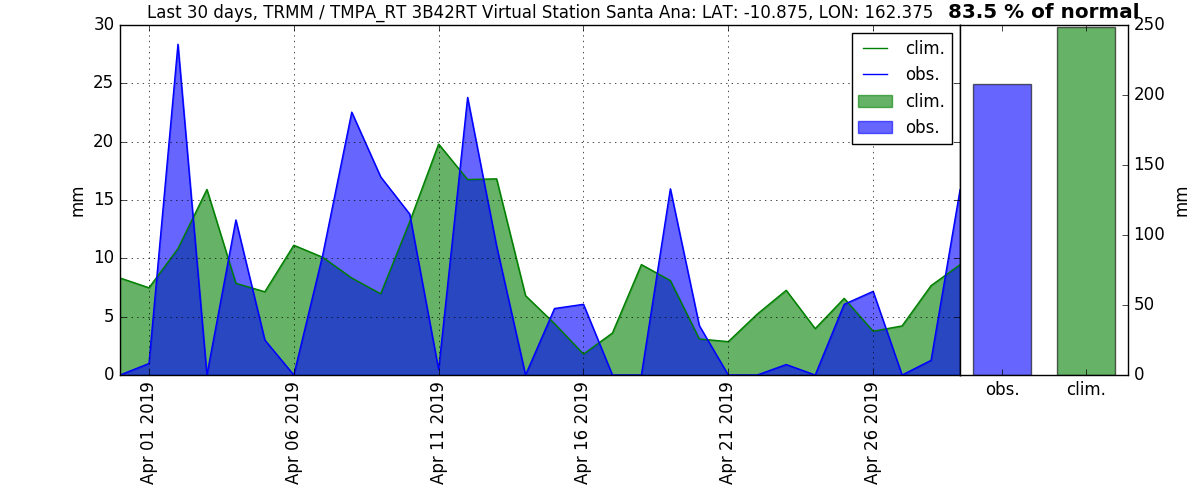 Last 30 days, TRMM / TMPA_RT 3B42RT Virtual Station Santa Ana: LAT: -10.875, LON: 162.375
83.5 % of normal
30
25
20
15
10
5
0
mm
clim.
obs.
clim.
obs.
250
200
150
100
50
0
mm
obs.
clim.
Apr 01 2019
Apr 06 2019
Apr 11 2019
Apr 16 2019
Apr 21 2019
Apr 26 2019